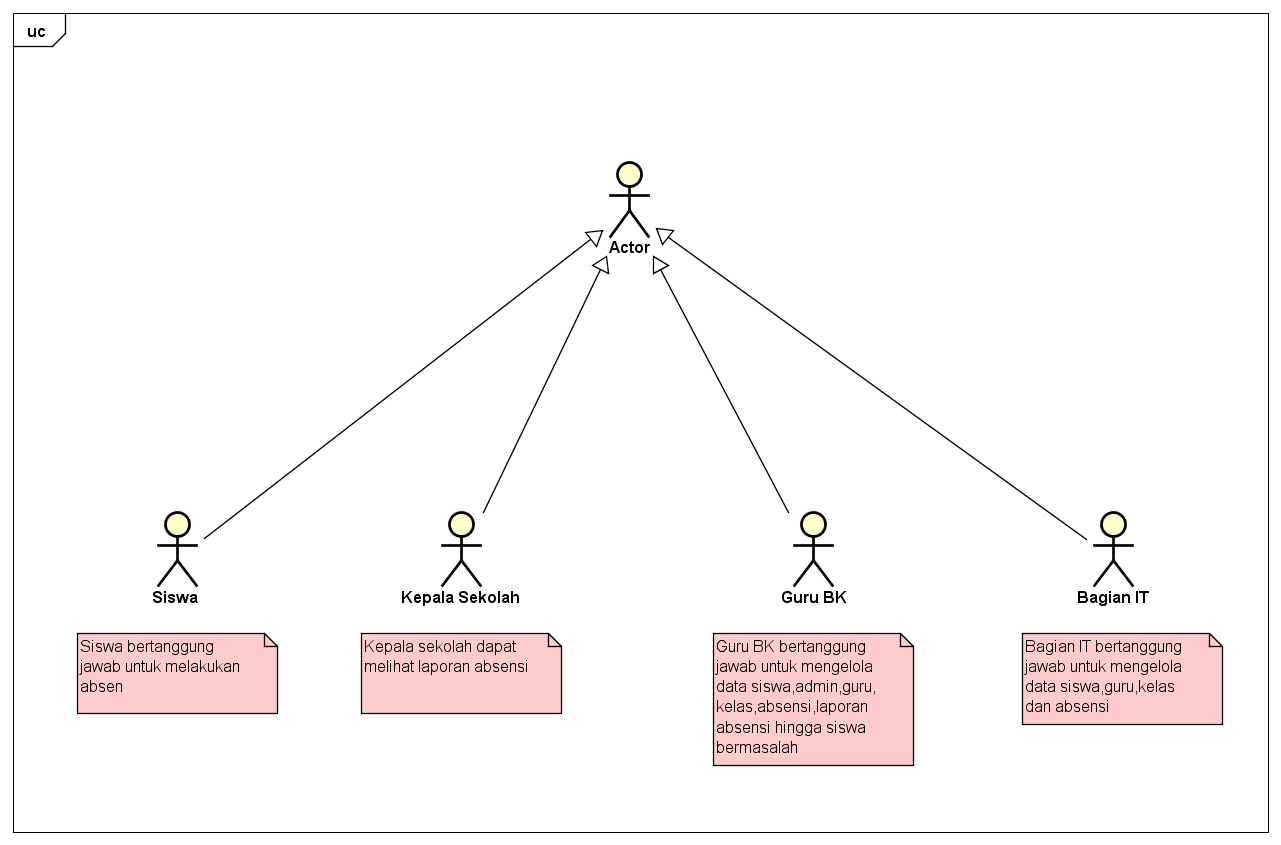 uc
Actor
Siswa
Kepala Sekolah
Guru BK
Bagian IT
Siswa bertanggung
jawab untuk melakukan
absen
Kepala sekolah dapat
melihat laporan absensi
Guru BK bertanggung
jawab untuk mengelola
data siswa,admin,guru,
kelas,absensi,laporan
absensi hingga siswa
bermasalah
Bagian IT bertanggung
jawab untuk mengelola
data siswa,guru,kelas
dan absensi